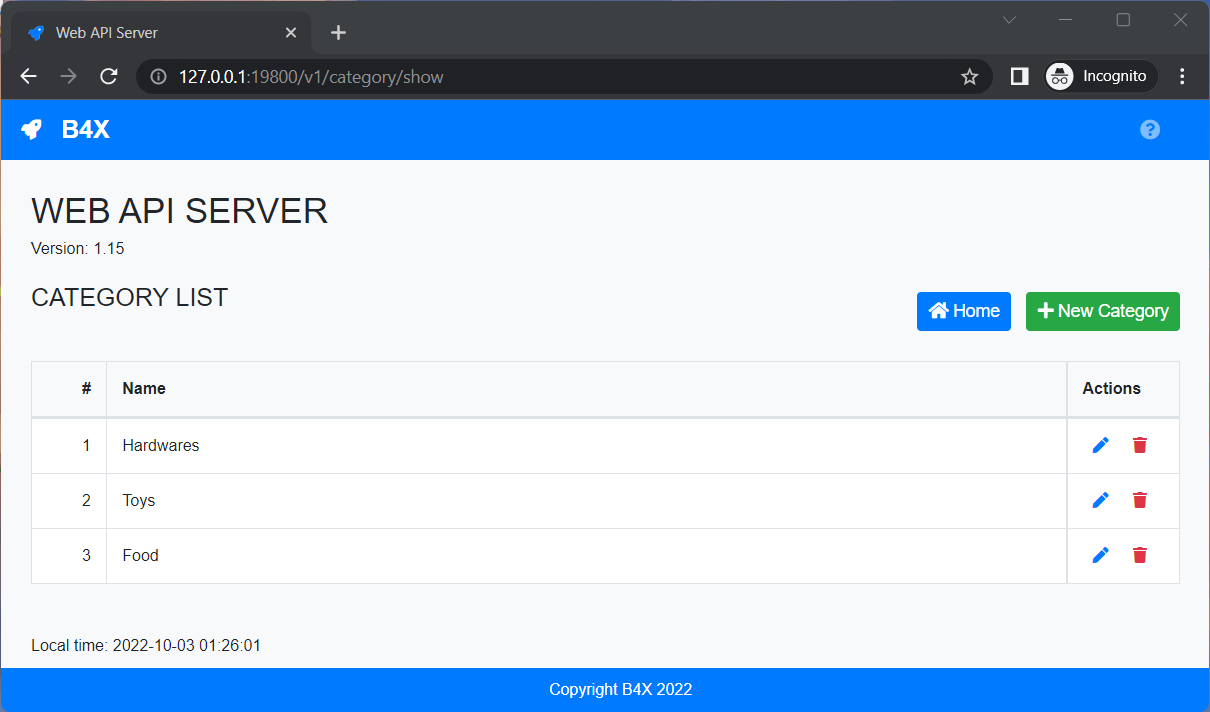 Web API Server
127.0.0.1:19800/v1/category/show
Incognito
B4X
WEB API SERVER
Version: 1.15
CATEGORY LIST
Home
New Category
# Name Actions
1 Hardwares
2 Toys
3 Food
Local time: 2022-10-03 01:26:01
Copyright B4X 2022